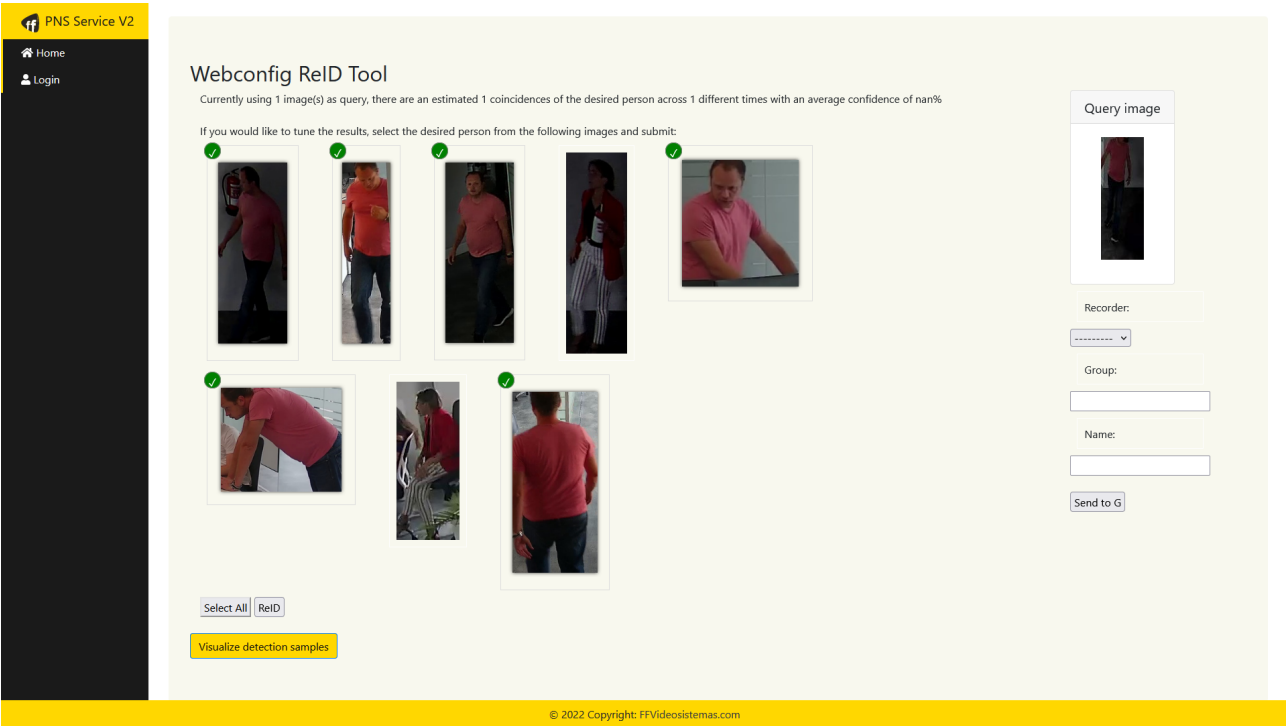 PNS Service V2
Home
Login
Webconfig ReID Tool
Currently using 1 image(s) as query, there are an estimated 1 coincidences of the desired person across 1 different times with an average confidence of nan%
If you would like to tune the results, select the desired person from the following images and submit:
Select All ReID
Visualize detection samples
Query image
Recorder:
---------
Group:
Name:
Send to G
© 2022 Copyright: FFVideosistemas.com